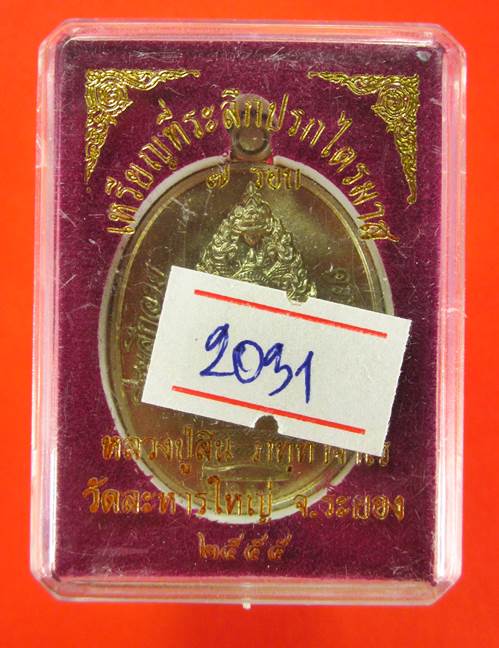 เหรียญที่ระลึกปรกไตรมาส
๗ รอบ
2031
หลวงปู่สิน
วัดละหารใหญ่ จ.ระยอง
๒๕๕๕